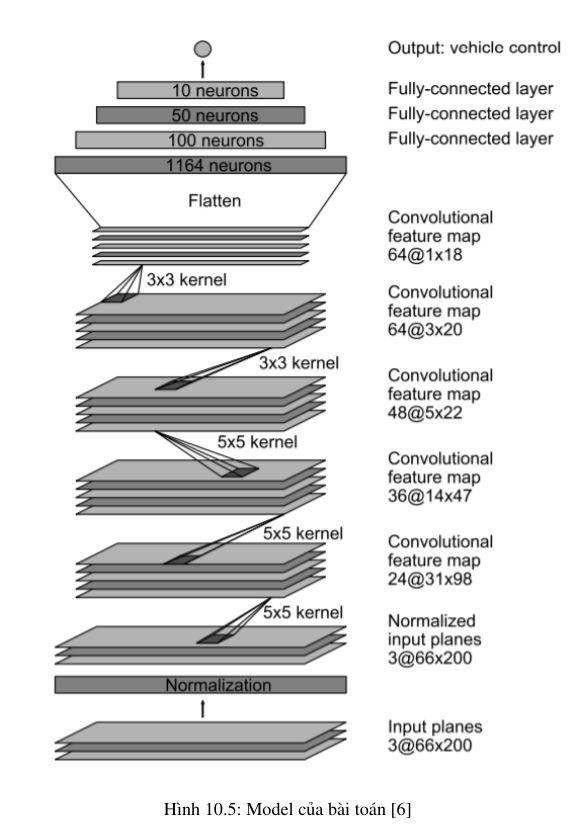 Output: vehicle control
10 neurons
Fully-connected layer
50 neurons
Fully-connected layer
100 neurons
Fully-connected layer
1164 neurons
Flatten
Convolutional
feature map
64@1x18
3x3 kernel
Convolutional
feature map
64@3x20
3x3 kernel
Convolutional
feature map
48@5x22
5x5 kernel
Convolutional
feature map
36@14x47
5x5 kernel
Convolutional
feature map
24@31x98
5x5 kernel
Normalized
input planes
3@66x200
Normalization
Input planes
3@66x200
Hình 10.5: Model của bài toán [6]